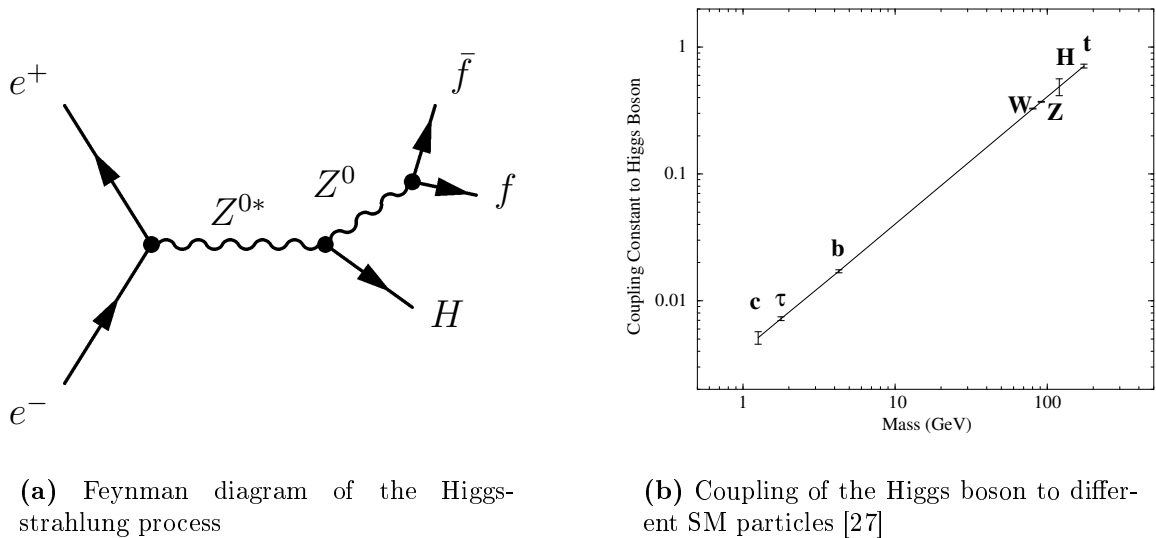 e⁺
f̄
Z⁰
f
Z⁰*
H
e⁻
(a) Feynman diagram of the Higgs-
strahlung process
Coupling Constant to Higgs Boson
1
0.1
0.01
c
τ
b
W
Z
H
t
1
10
100
Mass (GeV)
(b) Coupling of the Higgs boson to differ-
ent SM particles [27]